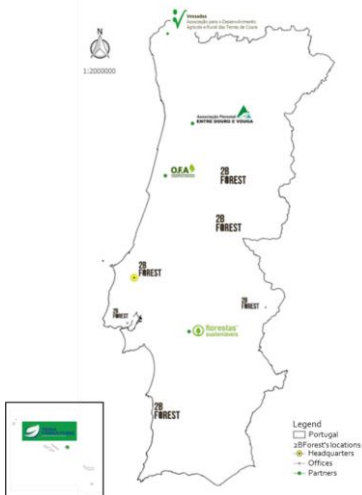 Vessadas
Associação para o Desenvolvimento
Agrícola e Rural das Terras de Coura
1:2000000
Associação Florestal
ENTRE DOURO E VOUGA
O.F.A
2B
FOREST
2B
FOREST
2B
FOREST
2B
FOREST
2B
FOREST
florestas
sustentáveis
2B
FOREST
Legend
Portugal
2BForest's locations
Headquarters
Offices
Partners